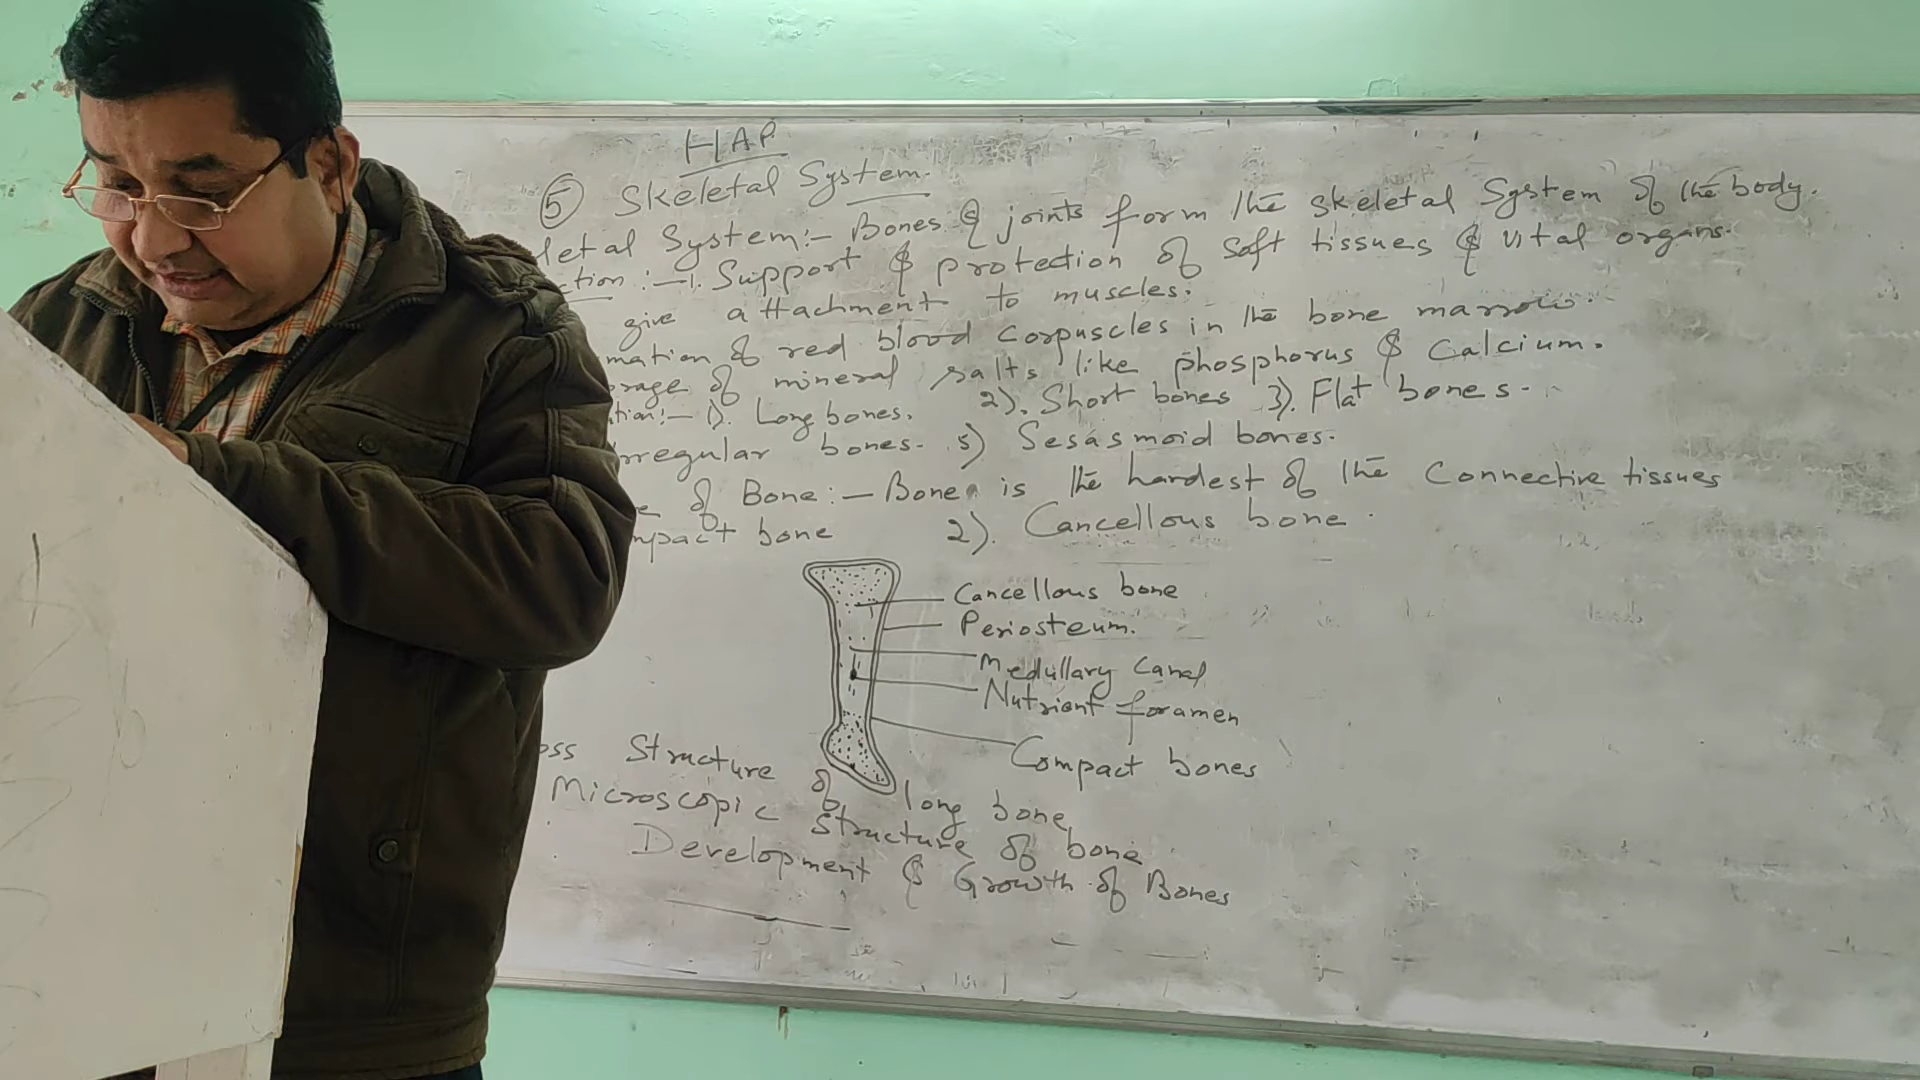 HAP
⑤ Skeletal System.
letal System:- Bones & joints form the skeletal System of the body.
ction:-1. Support & protection of soft tissues & vital organs.
give attachment to muscles.
mation of red blood corpuscles in the bone marrow.
rage of mineral salts like phosphorus & Calcium.
tion:- 1). Long bones. 2). Short bones 3). Flat bones.
rregular bones. 5) Sesasmoid bones.
e of Bone:- Bone is the hardest of the Connective tissues
mpact bone 2). Cancellous bone.
Cancellous bone
Periosteum.
Medullary Canal
Nutrient foramen
Compact bones
oss Structure of long bone
Microscopic Structure of bone
Development & Growth of Bones